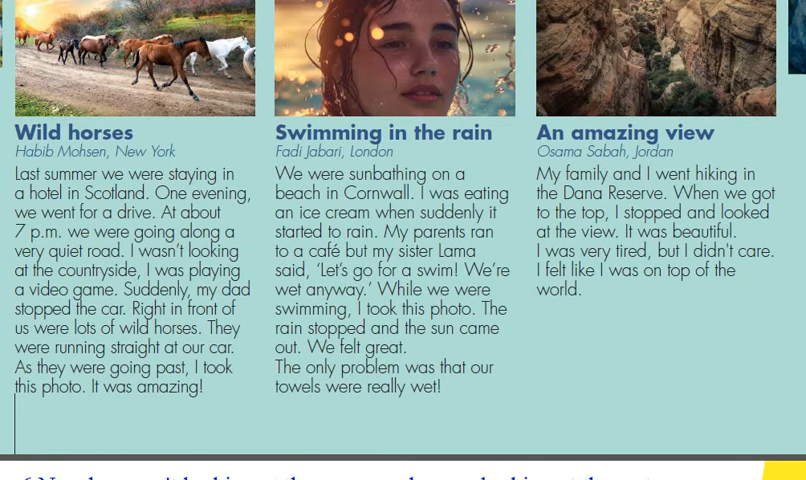 Wild horses
Habib Mohsen, New York
Last summer we were staying in
a hotel in Scotland. One evening,
we went for a drive. At about
7 p.m. we were going along a
very quiet road. I wasn't looking
at the countryside, I was playing
a video game. Suddenly, my dad
stopped the car. Right in front of
us were lots of wild horses. They
were running straight at our car.
As they were going past, I took
this photo. It was amazing!
Swimming in the rain
Fadi Jabari, London
We were sunbathing on a
beach in Cornwall. I was eating
an ice cream when suddenly it
started to rain. My parents ran
to a café but my sister Lama
said, 'Let's go for a swim! We're
wet anyway.' While we were
swimming, I took this photo. The
rain stopped and the sun came
out. We felt great.
The only problem was that our
towels were really wet!
An amazing view
Osama Sabah, Jordan
My family and I went hiking in
the Dana Reserve. When we got
to the top, I stopped and looked
at the view. It was beautiful.
I was very tired, but I didn't care.
I felt like I was on top of the
world.